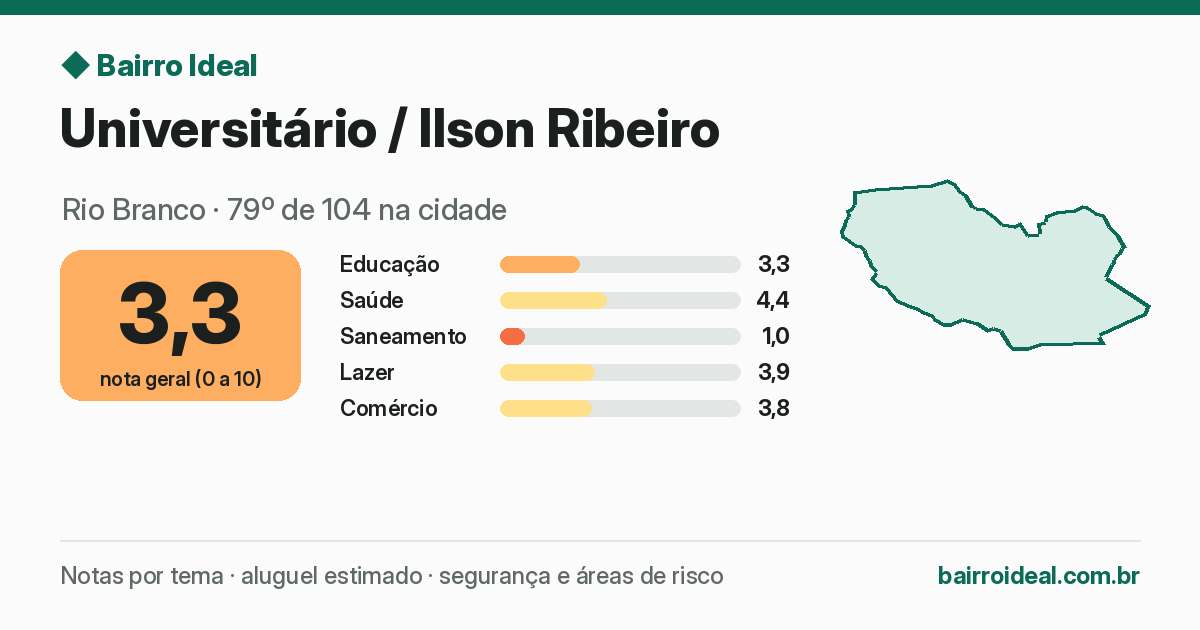 Bairro Ideal
Universitário / Ilson Ribeiro
Rio Branco · 79º de 104 na cidade
3,3
nota geral (0 a 10)
Educação 3,3
Saúde 4,4
Saneamento 1,0
Lazer 3,9
Comércio 3,8
Notas por tema · aluguel estimado · segurança e áreas de risco
bairroideal.com.br